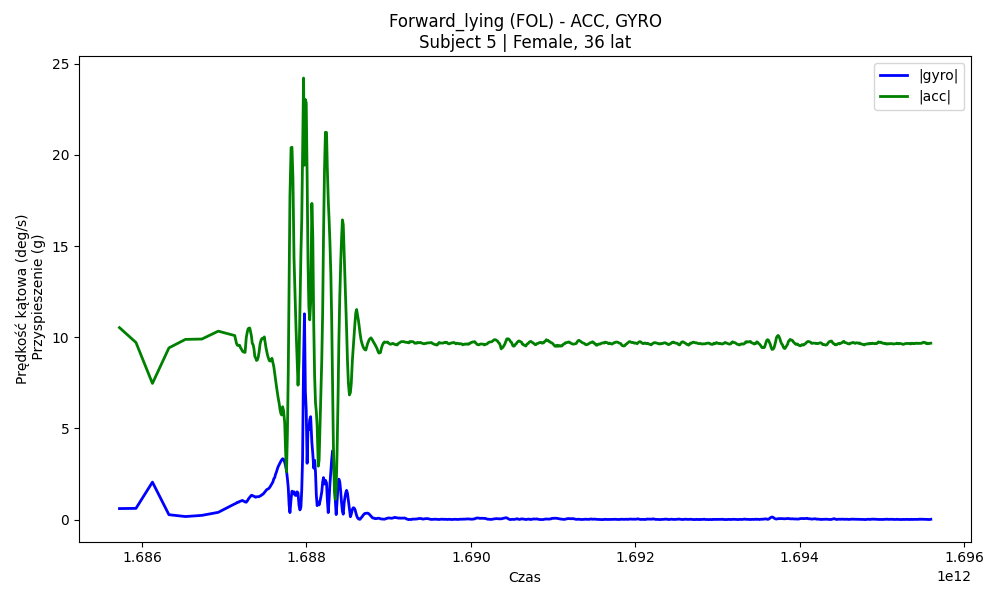 Forward_lying (FOL) - ACC, GYRO
Subject 5 | Female, 36 lat
|gyro|
|acc|
25
20
15
10
5
0
Prędkość kątowa (deg/s)
Przyspieszenie (g)
1.686
1.688
1.690
1.692
1.694
1.696
1e12
Czas